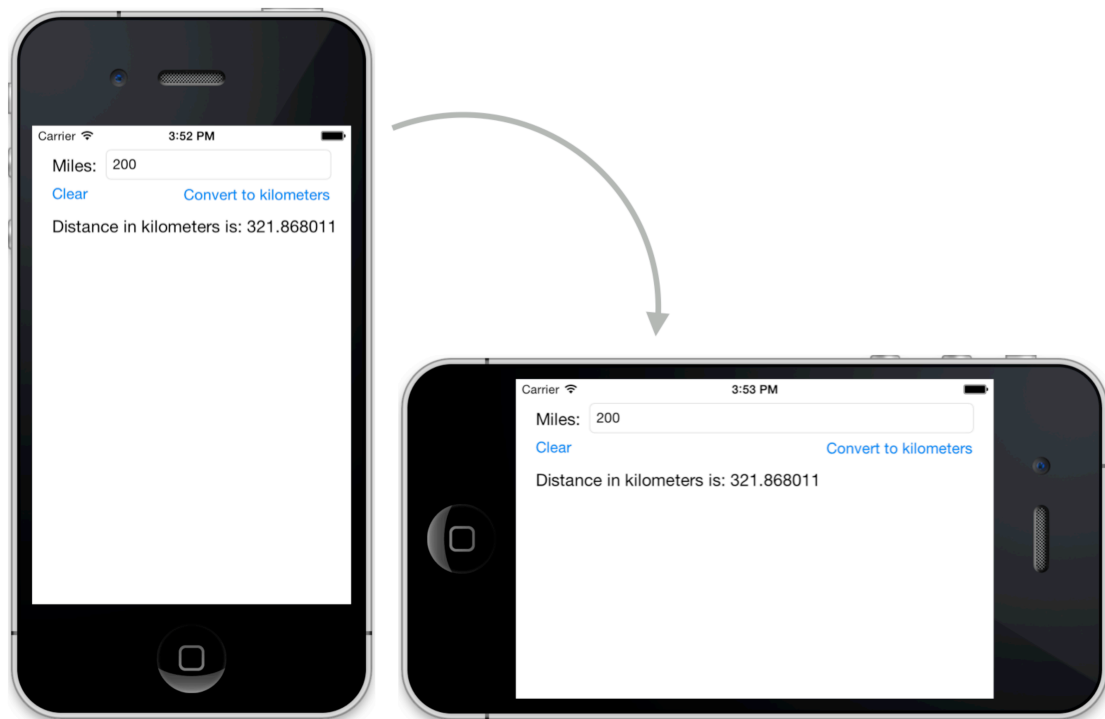 Carrier 3:52 PM
Miles: 200
Clear Convert to kilometers
Distance in kilometers is: 321.868011
Carrier 3:53 PM
Miles: 200
Clear Convert to kilometers
Distance in kilometers is: 321.868011